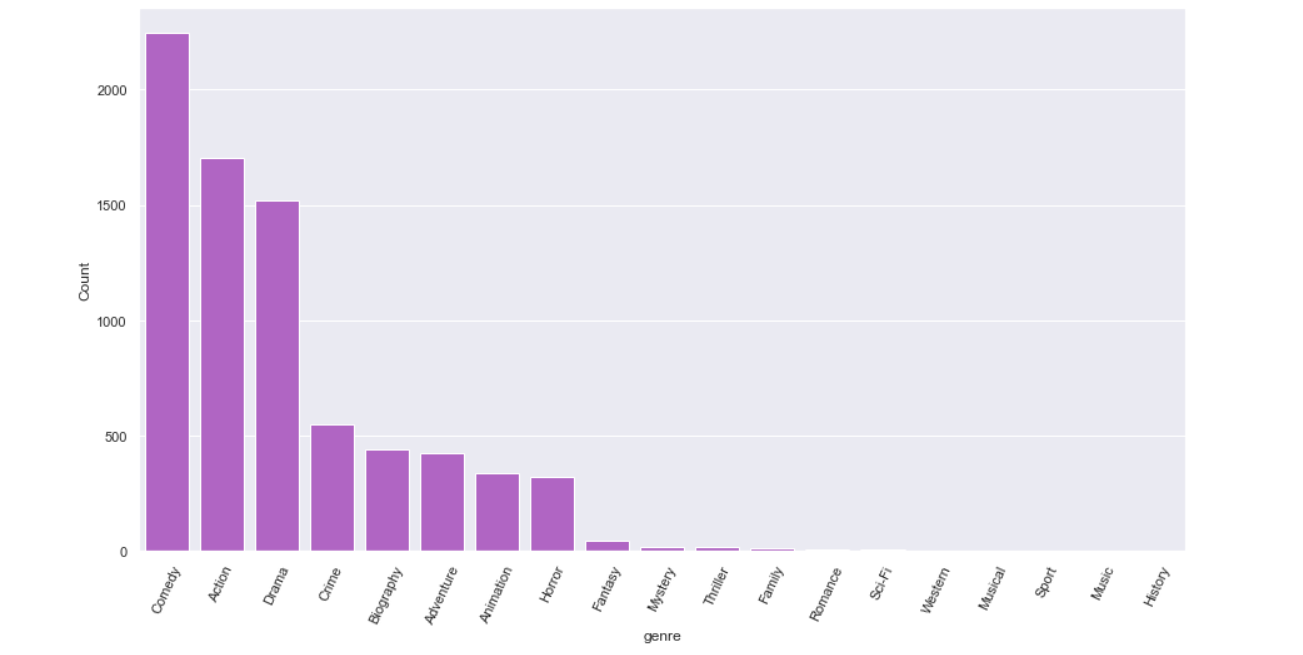 2000
1500
1000
500
0
Count
Comedy
Action
Drama
Crime
Biography
Adventure
Animation
Horror
Fantasy
Mystery
Thriller
Family
Romance
Sci-Fi
Western
Musical
Sport
Music
History
genre